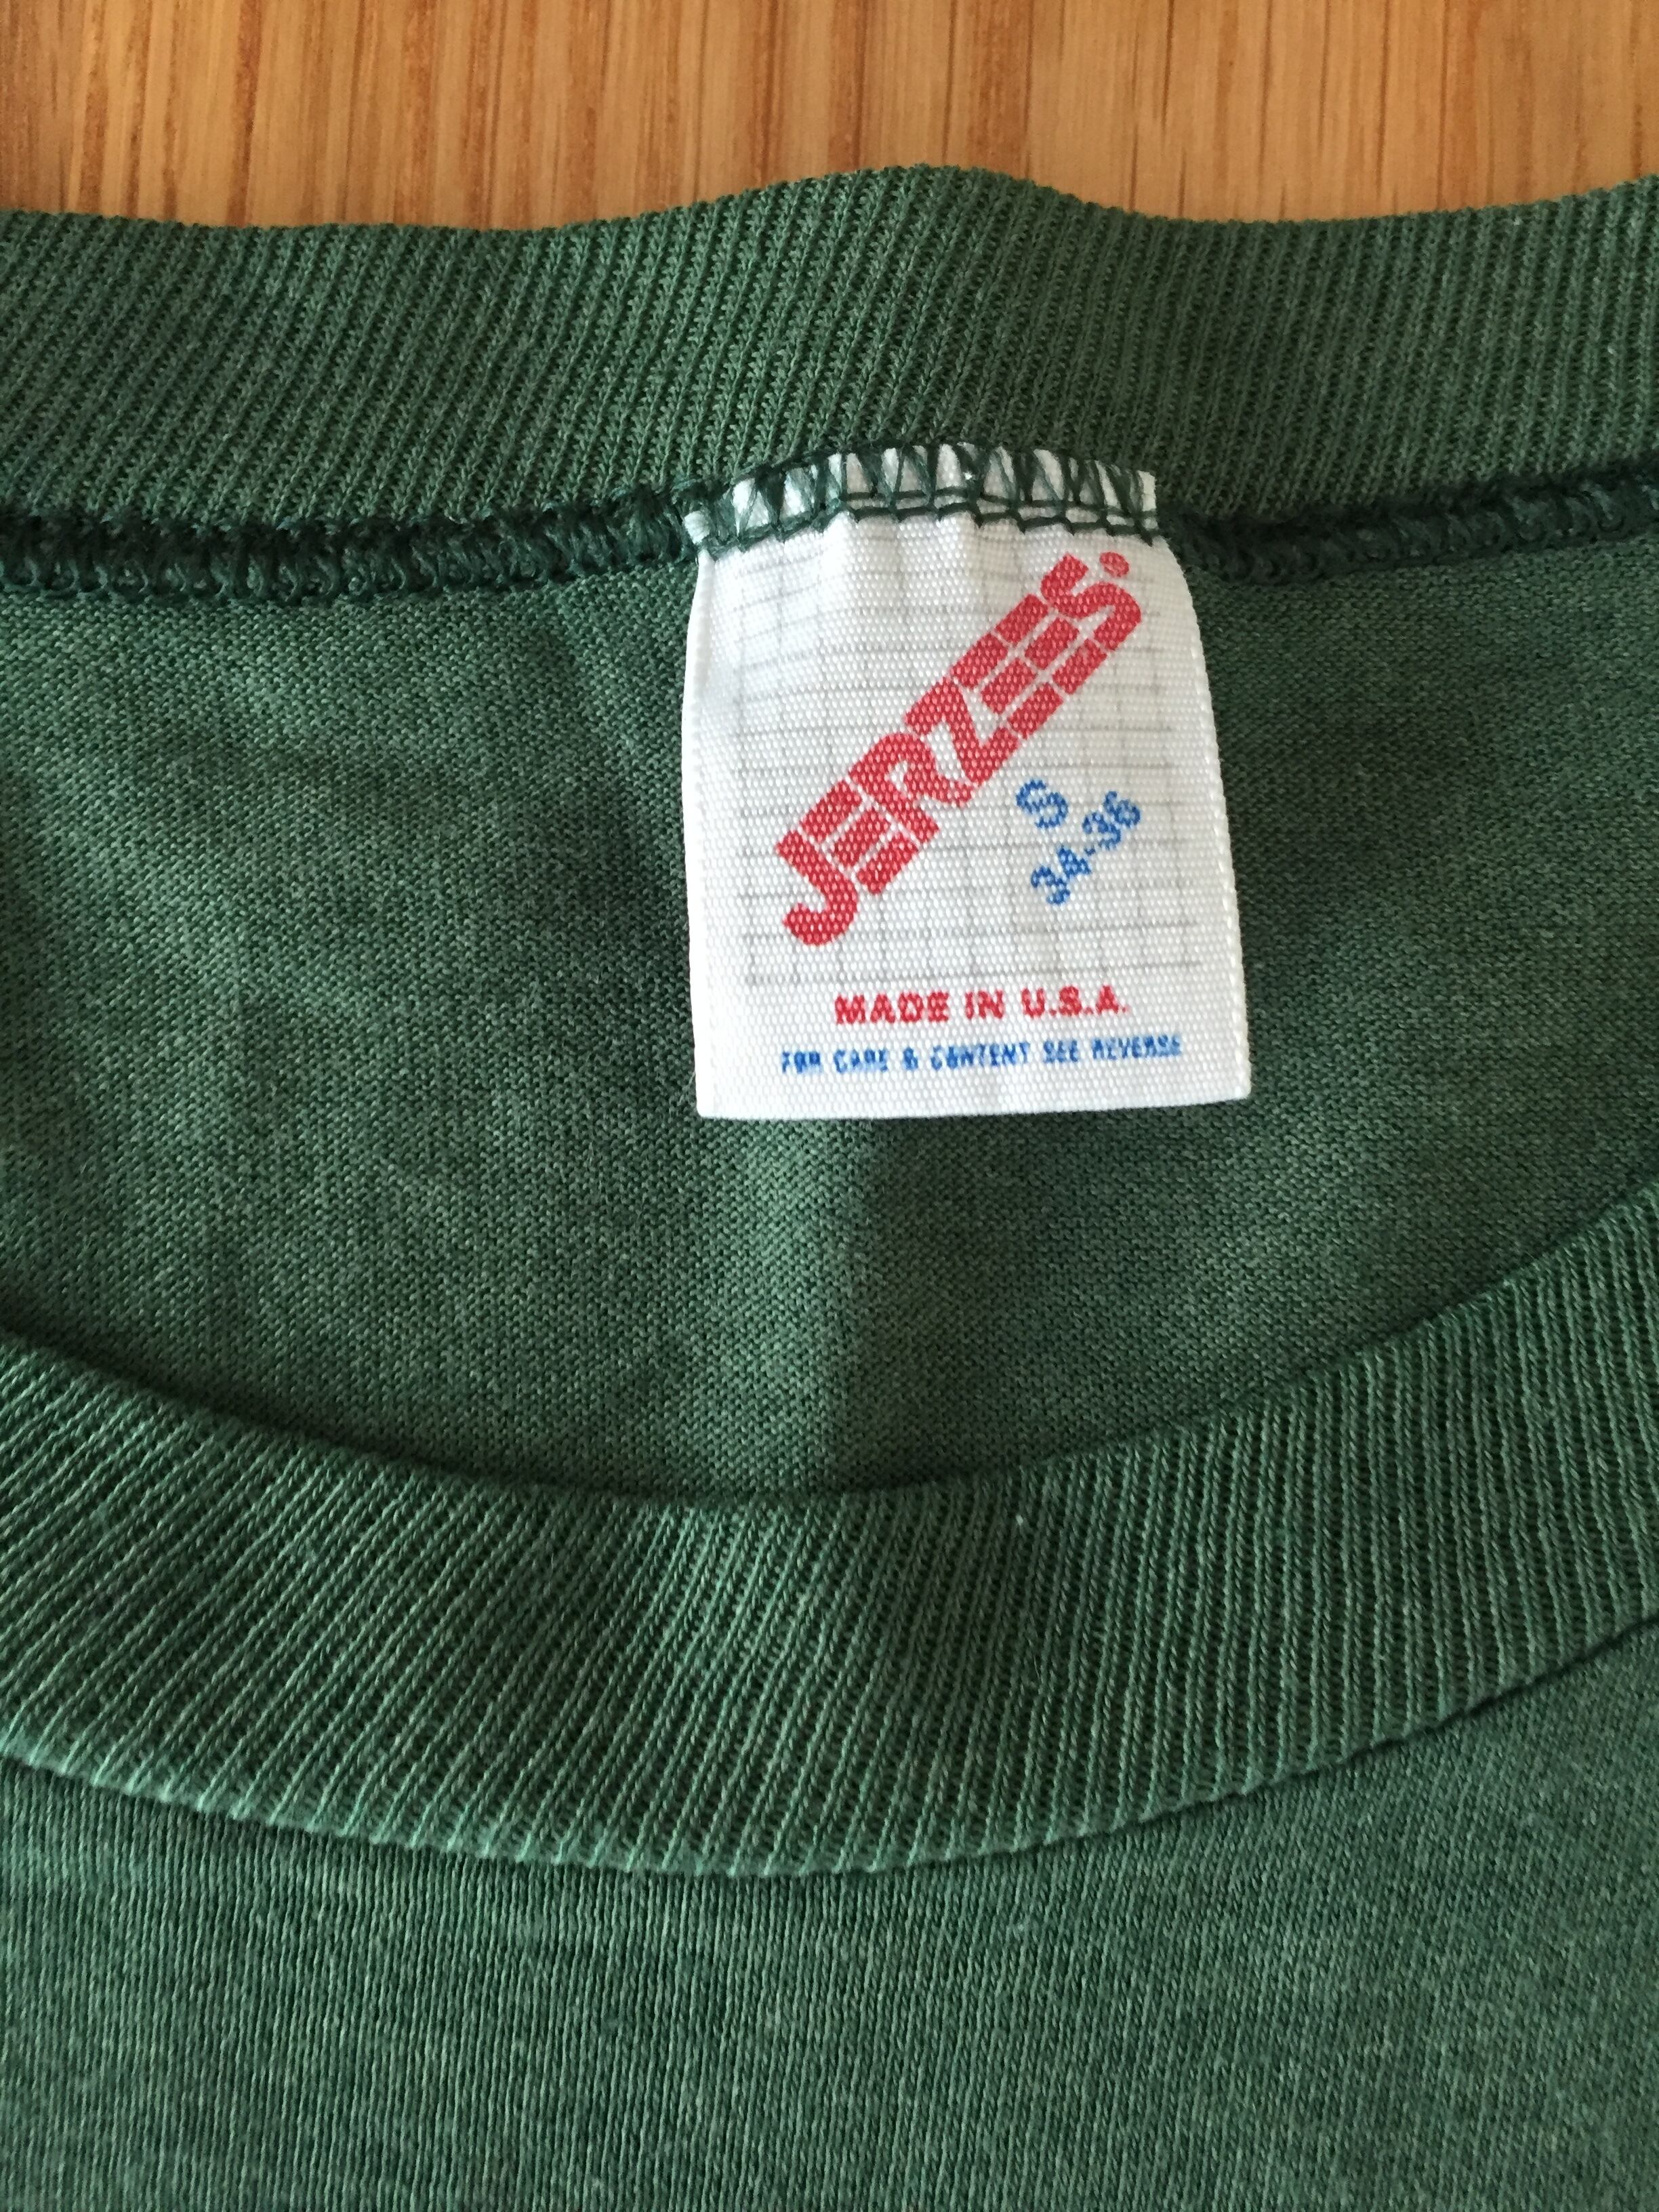 JERZEES®
S
34-36
MADE IN U.S.A.
FOR CARE & CONTENT SEE REVERSE